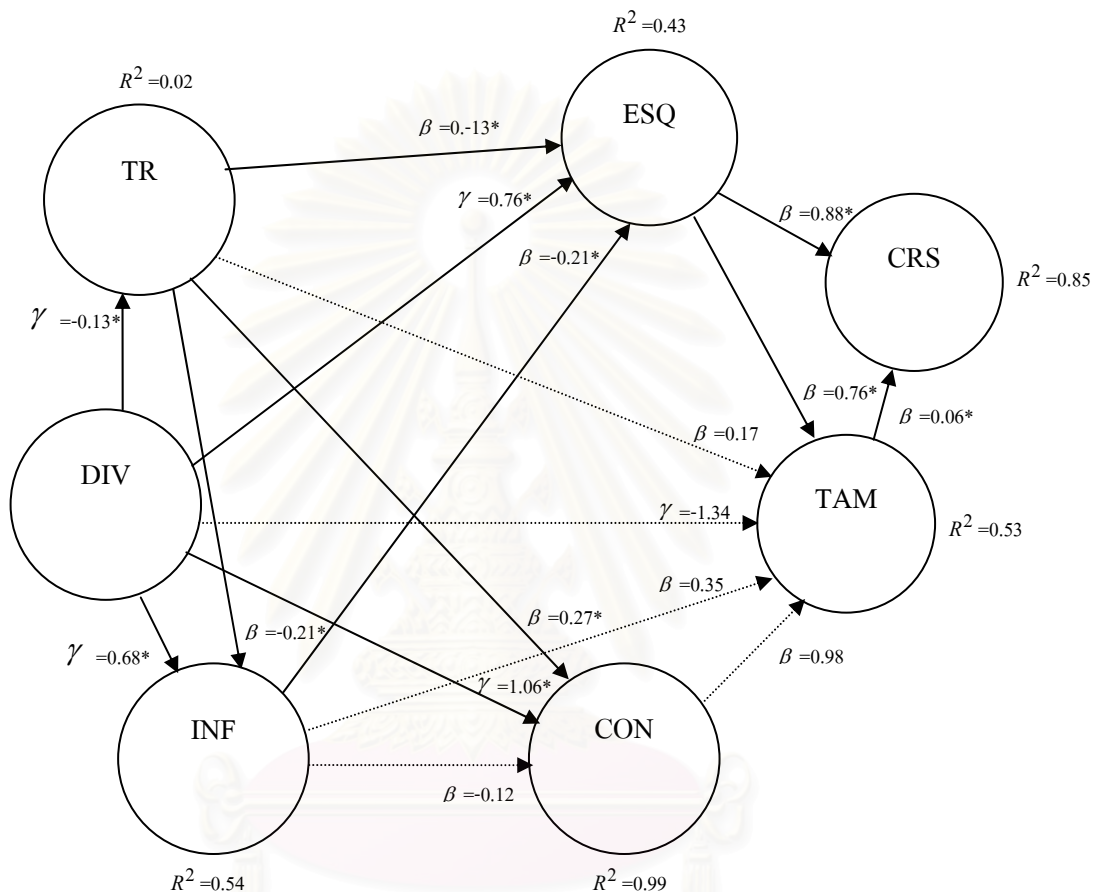 R² =0.43
R² =0.02
ESQ
β =0.-13*
TR
γ =0.76*
β =0.88*
β =-0.21*
CRS
R² =0.85
γ =-0.13*
β =0.76*
β =0.06*
β =0.17
DIV
TAM
γ =-1.34
R² =0.53
β =0.35
β =-0.21*
β =0.27*
γ =0.68*
β =0.98
γ =1.06*
INF
CON
β =-0.12
R² =0.54
R² =0.99